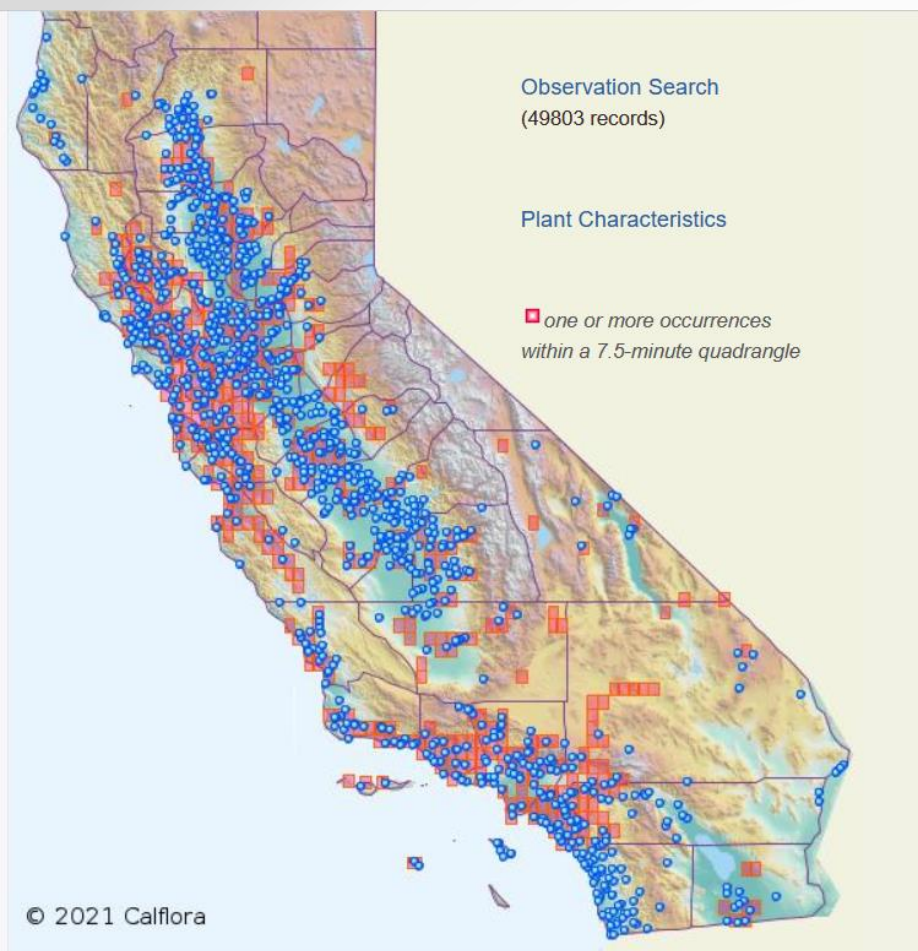 Observation Search
(49803 records)
Plant Characteristics
one or more occurrences
within a 7.5-minute quadrangle
© 2021 Calflora